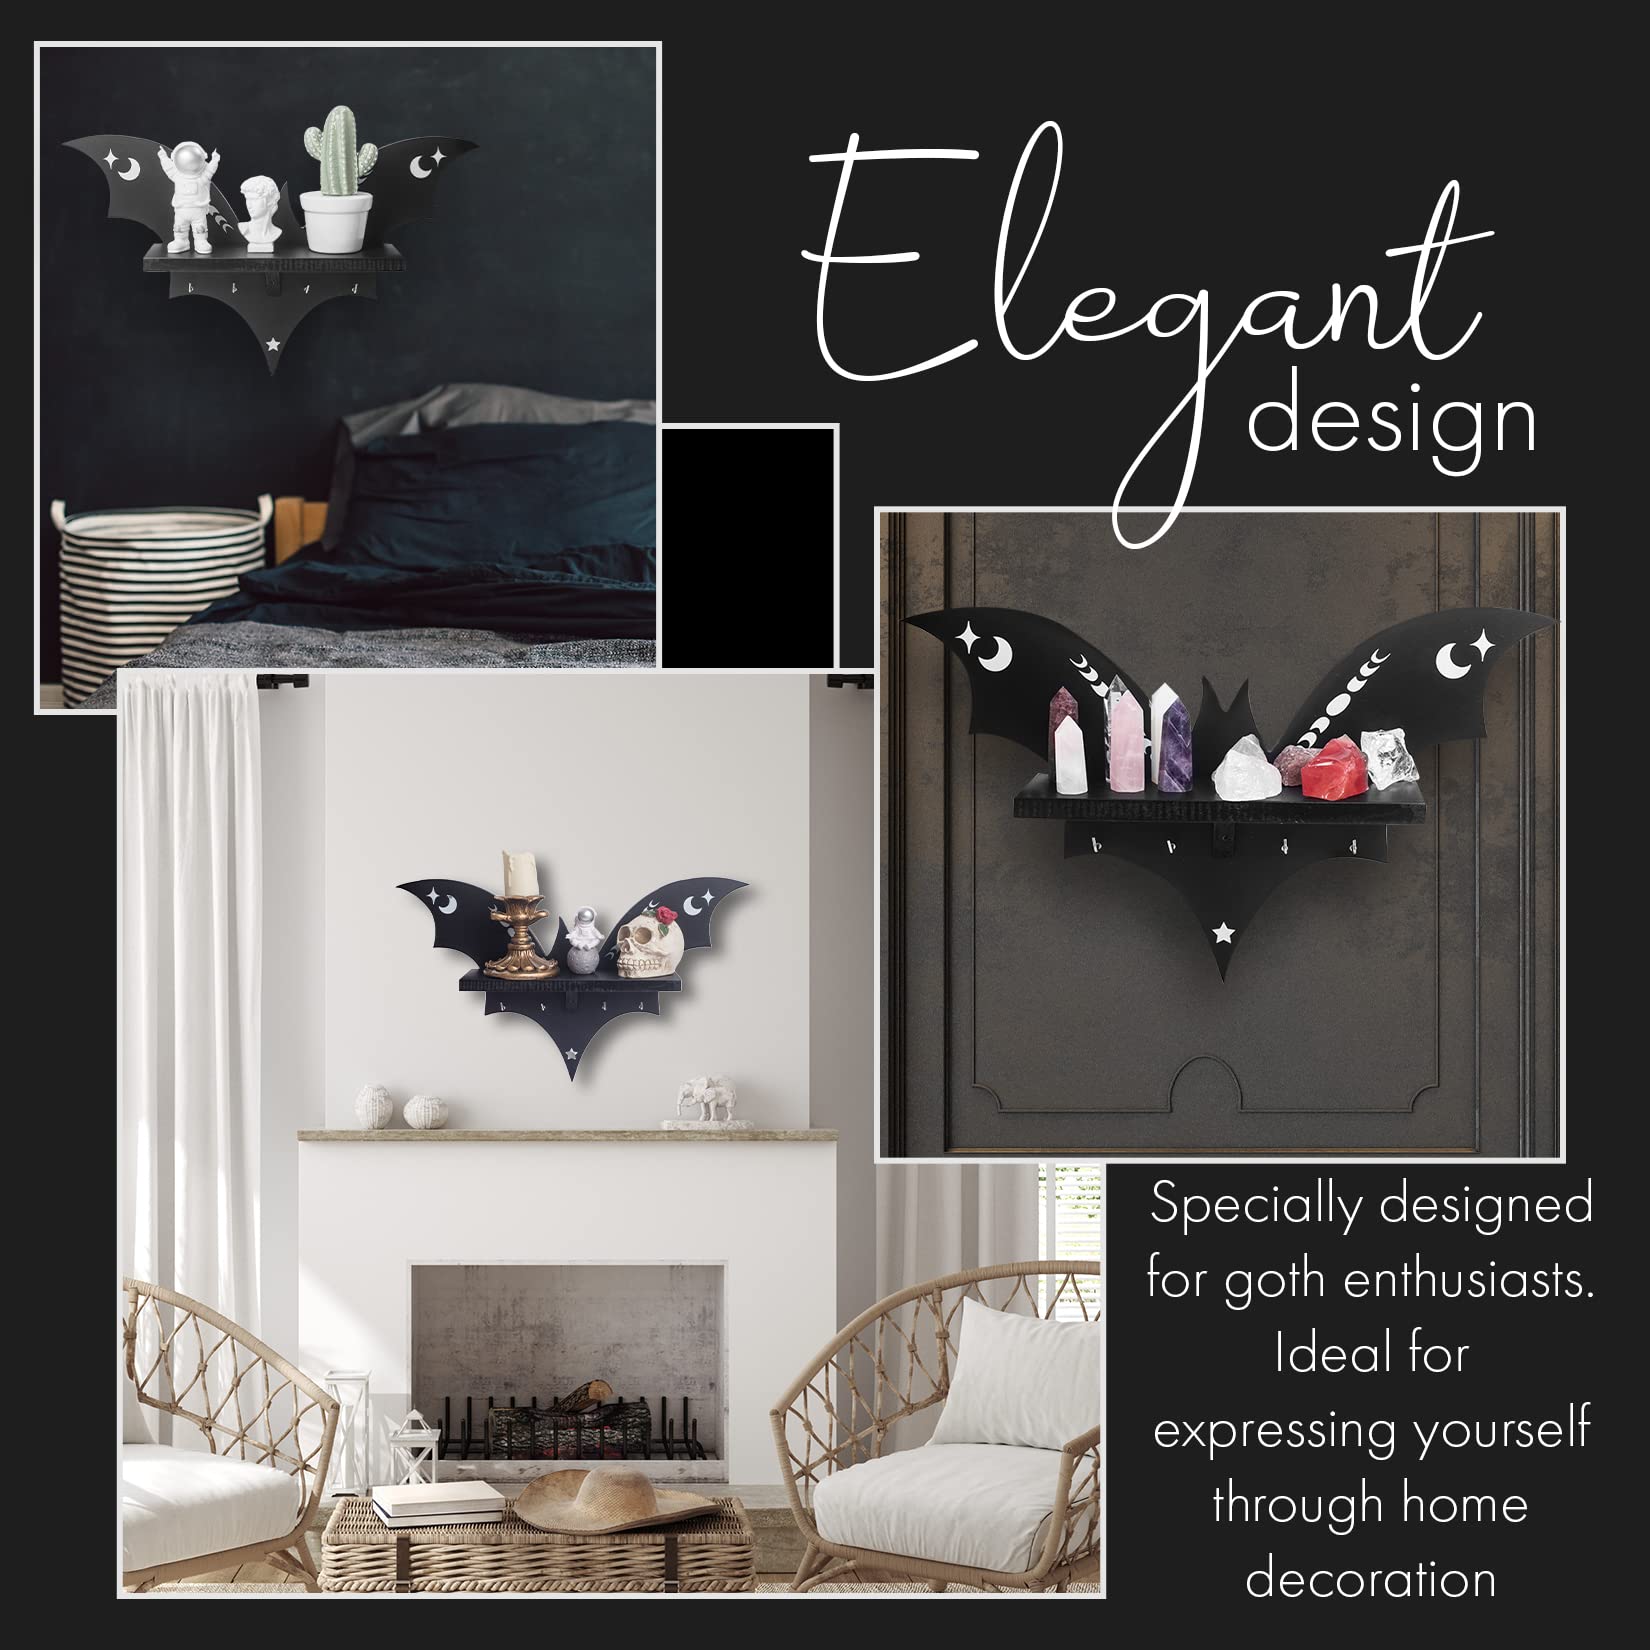 Elegant
design
Specially designed
for goth enthusiasts.
Ideal for
expressing yourself
through home
decoration